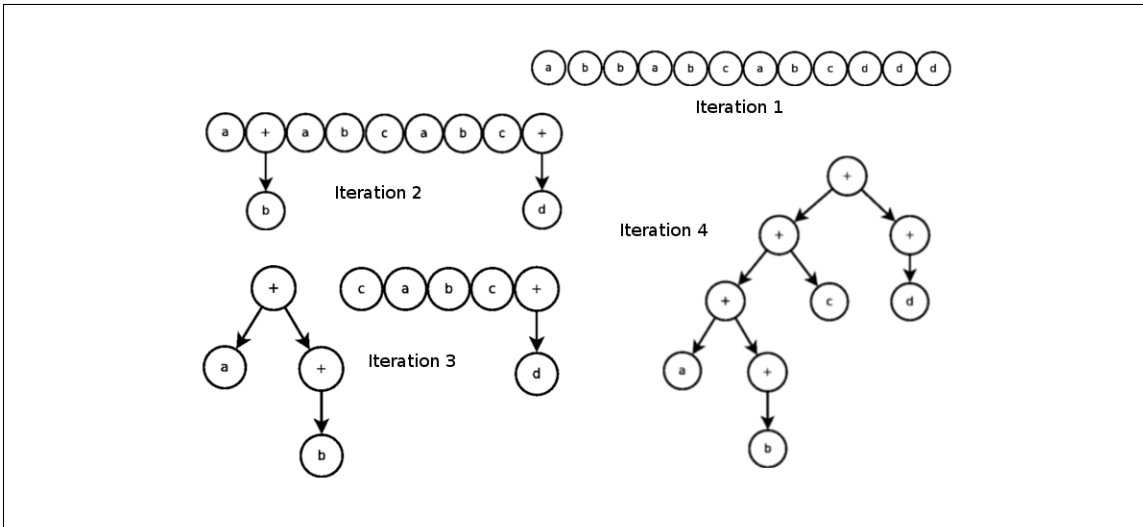 a b b a b c a b c d d d
Iteration 1
a + a b c a b c +
b d
Iteration 2
+
+ +
+ c d
a +
b
Iteration 4
+ c a b c +
a + d
b
Iteration 3